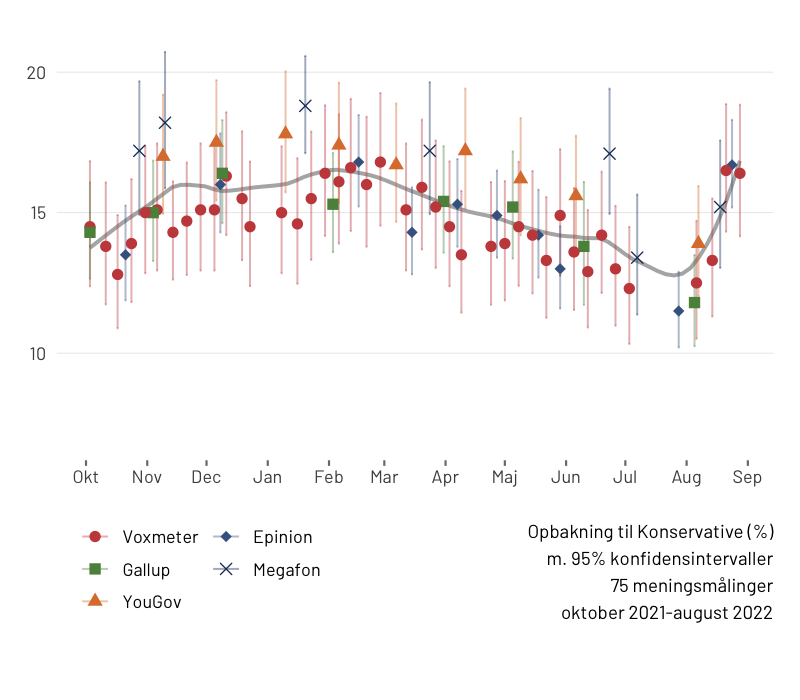 20
15
10
Okt Nov Dec Jan Feb Mar Apr Maj Jun Jul Aug Sep
Voxmeter Epinion
Gallup Megafon
YouGov
Opbakning til Konservative (%)
m. 95% konfidensintervaller
75 meningsmålinger
oktober 2021-august 2022